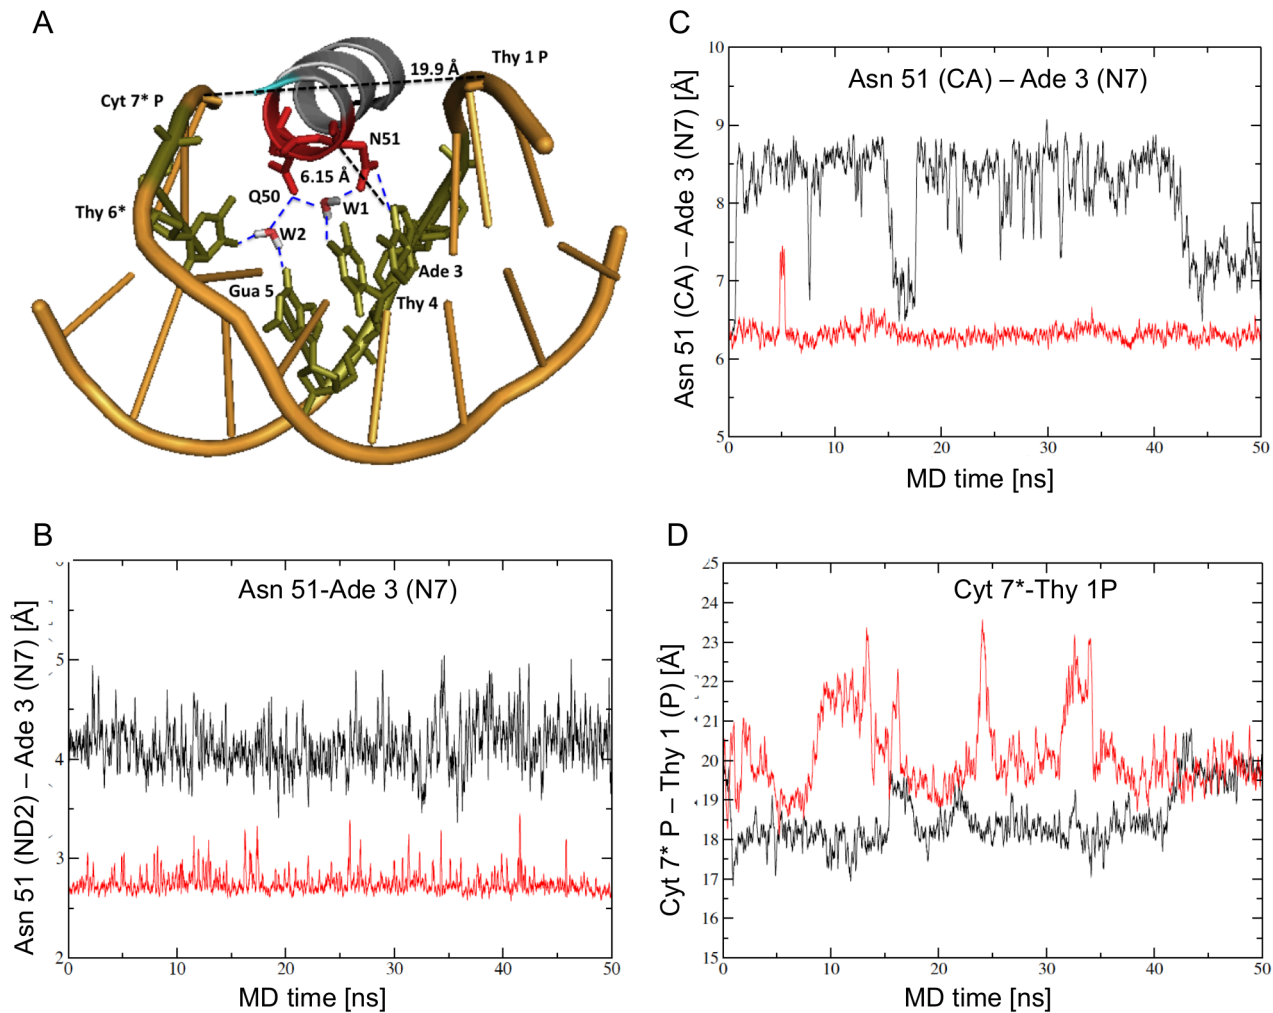 A
19.9 Å
Thy 1 P
Cyt 7* P
N51
6.15 Å
Q50
W1
Thy 6*
W2
Ade 3
Gua 5
Thy 4
C
Asn 51 (CA) – Ade 3 (N7)
Asn 51 (CA) – Ade 3 (N7) [Å]
10
9
8
7
6
5
0 10 20 30 40 50
MD time [ns]
B
Asn 51-Ade 3 (N7)
Asn 51 (ND2) – Ade 3 (N7) [Å]
5
4
3
2
0 10 20 30 40 50
MD time [ns]
D
Cyt 7*-Thy 1P
Cyt 7* P – Thy 1 (P) [Å]
25
24
23
22
21
20
19
18
17
16
15
0 10 20 30 40 50
MD time [ns]